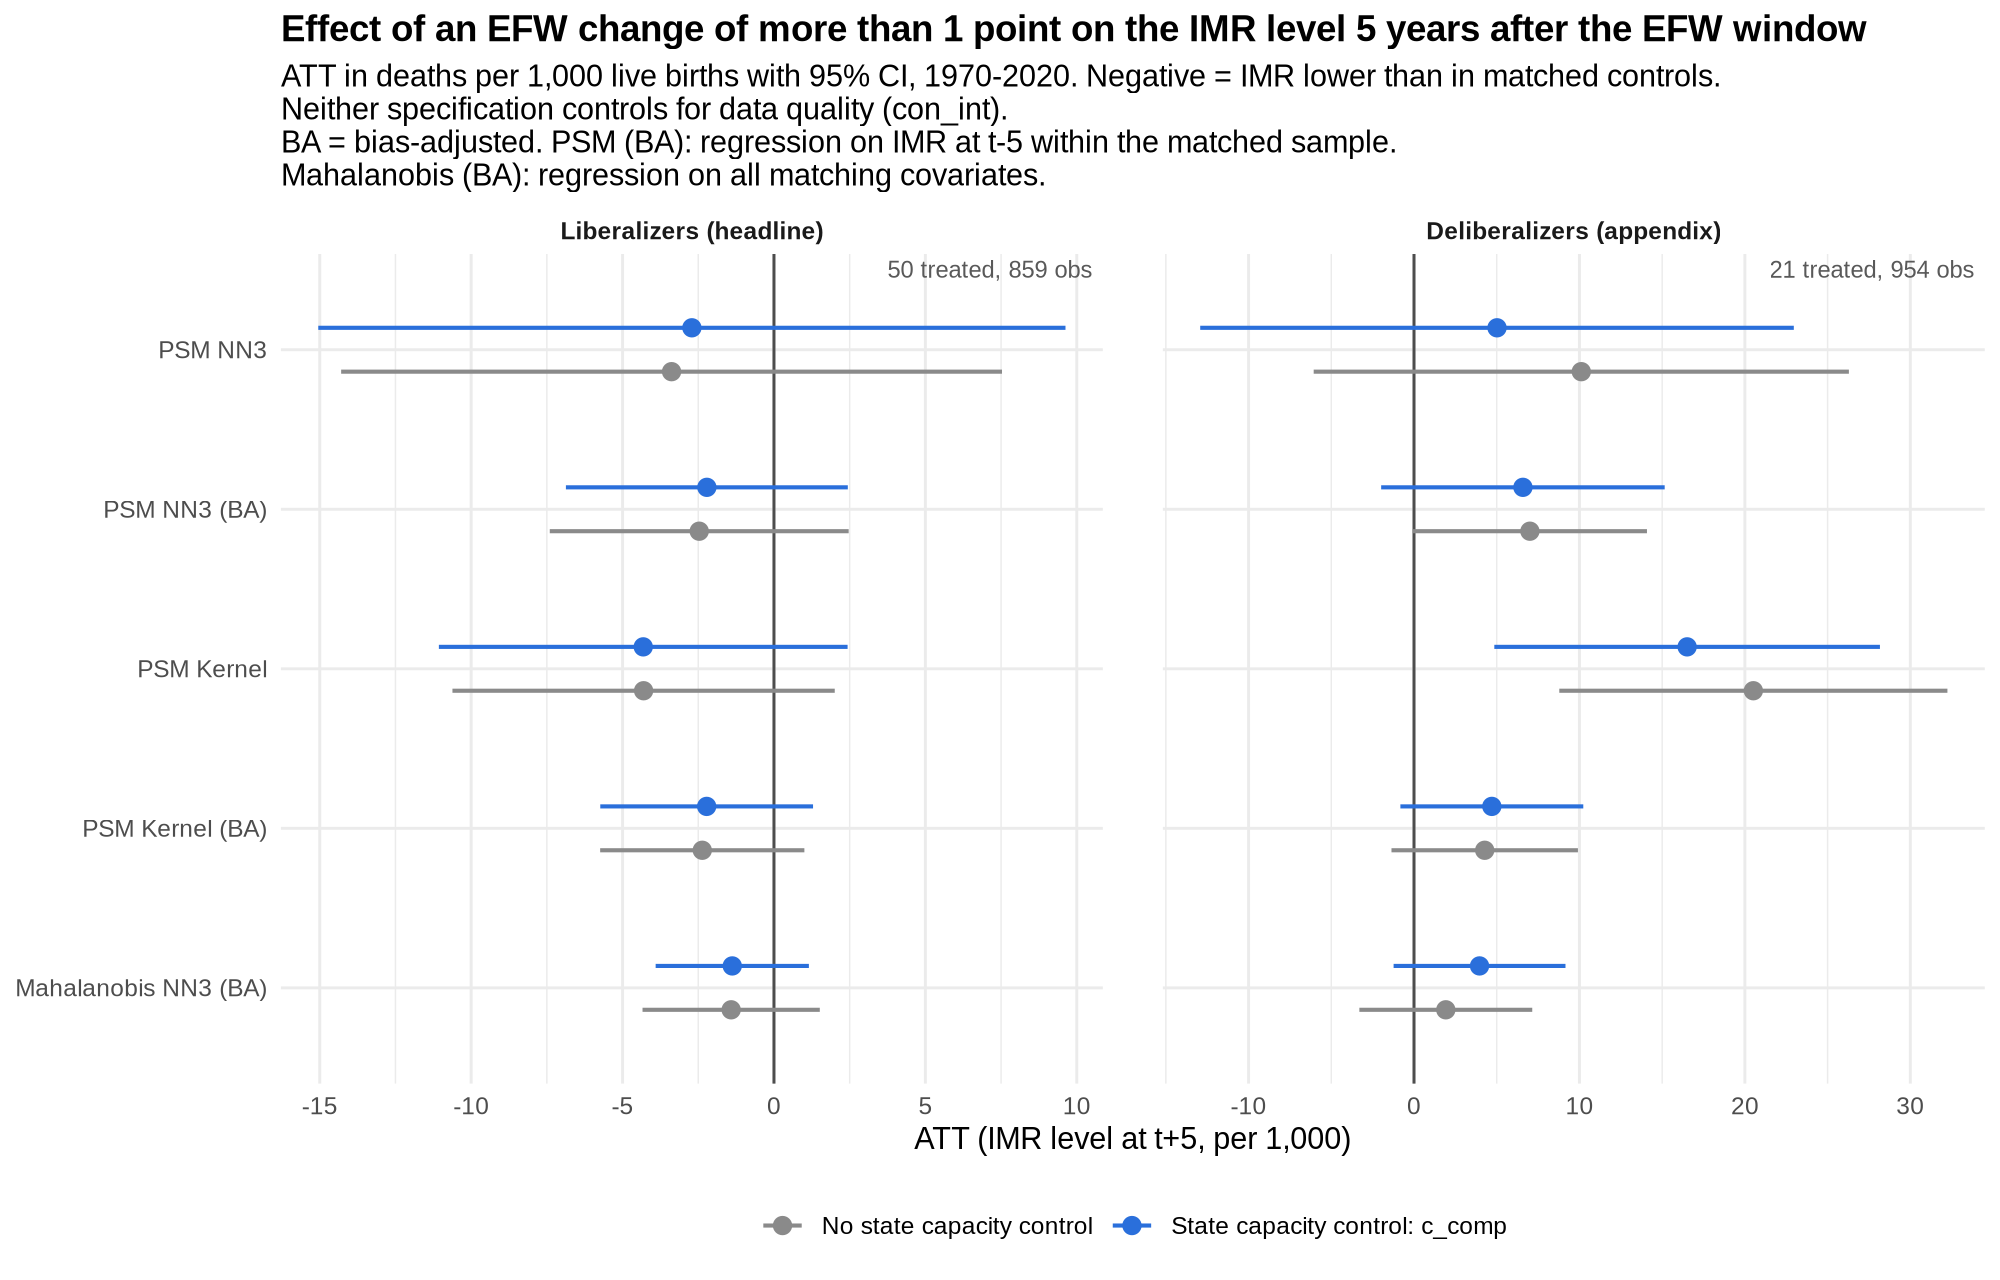 Effect of an EFW change of more than 1 point on the IMR level 5 years after the EFW window
ATT in deaths per 1,000 live births with 95% CI, 1970-2020. Negative = IMR lower than in matched controls.
Neither specification controls for data quality (con_int).
BA = bias-adjusted. PSM (BA): regression on IMR at t-5 within the matched sample.
Mahalanobis (BA): regression on all matching covariates.
Liberalizers (headline)
Deliberalizers (appendix)
50 treated, 859 obs
21 treated, 954 obs
PSM NN3
PSM NN3 (BA)
PSM Kernel
PSM Kernel (BA)
Mahalanobis NN3 (BA)
-15 -10 -5 0 5 10
-10 0 10 20 30
ATT (IMR level at t+5, per 1,000)
No state capacity control
State capacity control: c_comp